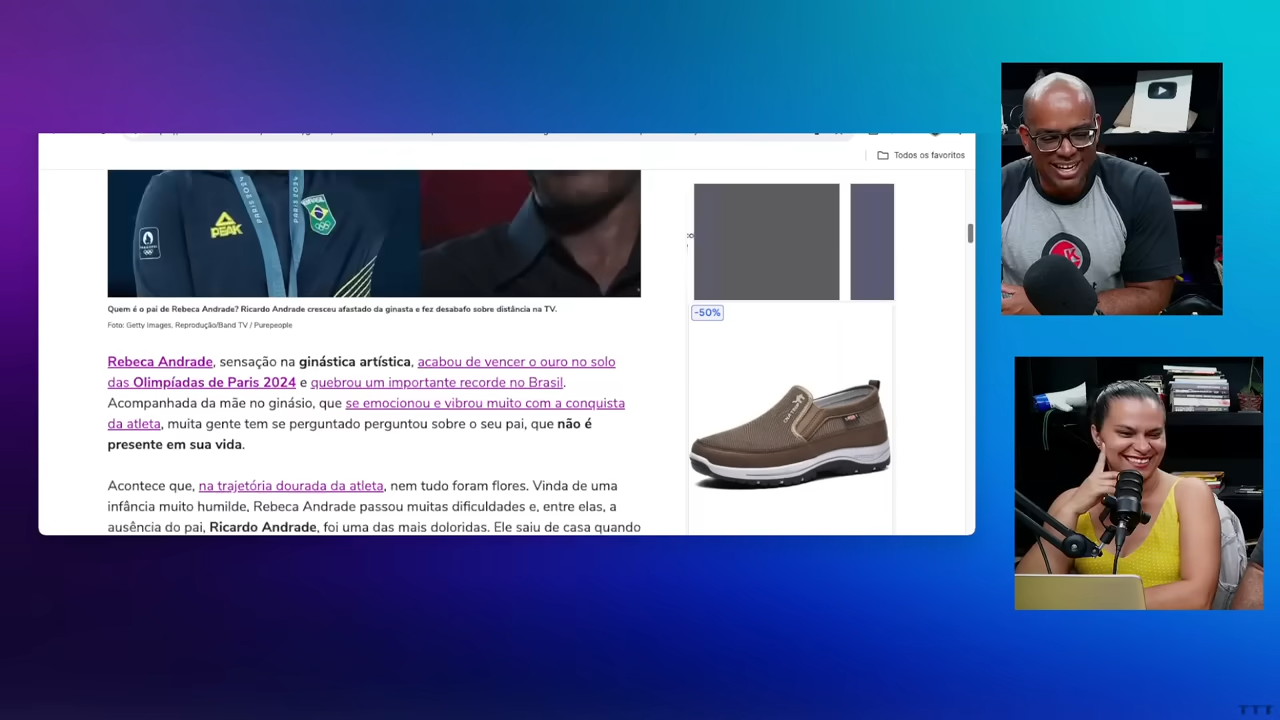 Todos os favoritos
PARIS 2024
PARIS 2024
PEAK
BRASIL
-50%
Quem é o pai de Rebeca Andrade? Ricardo Andrade cresceu afastado da ginasta e fez desabafo sobre distância na TV.
Foto: Getty Images, Reprodução/Band TV / Purepeople
Rebeca Andrade, sensação na ginástica artística, acabou de vencer o ouro no solo
das Olimpíadas de Paris 2024 e quebrou um importante recorde no Brasil.
Acompanhada da mãe no ginásio, que se emocionou e vibrou muito com a conquista
da atleta, muita gente tem se perguntado perguntou sobre o seu pai, que não é
presente em sua vida.
Acontece que, na trajetória dourada da atleta, nem tudo foram flores. Vinda de uma
infância muito humilde, Rebeca Andrade passou muitas dificuldades e, entre elas, a
ausência do pai, Ricardo Andrade, foi uma das mais doloridas. Ele saiu de casa quando
TTT